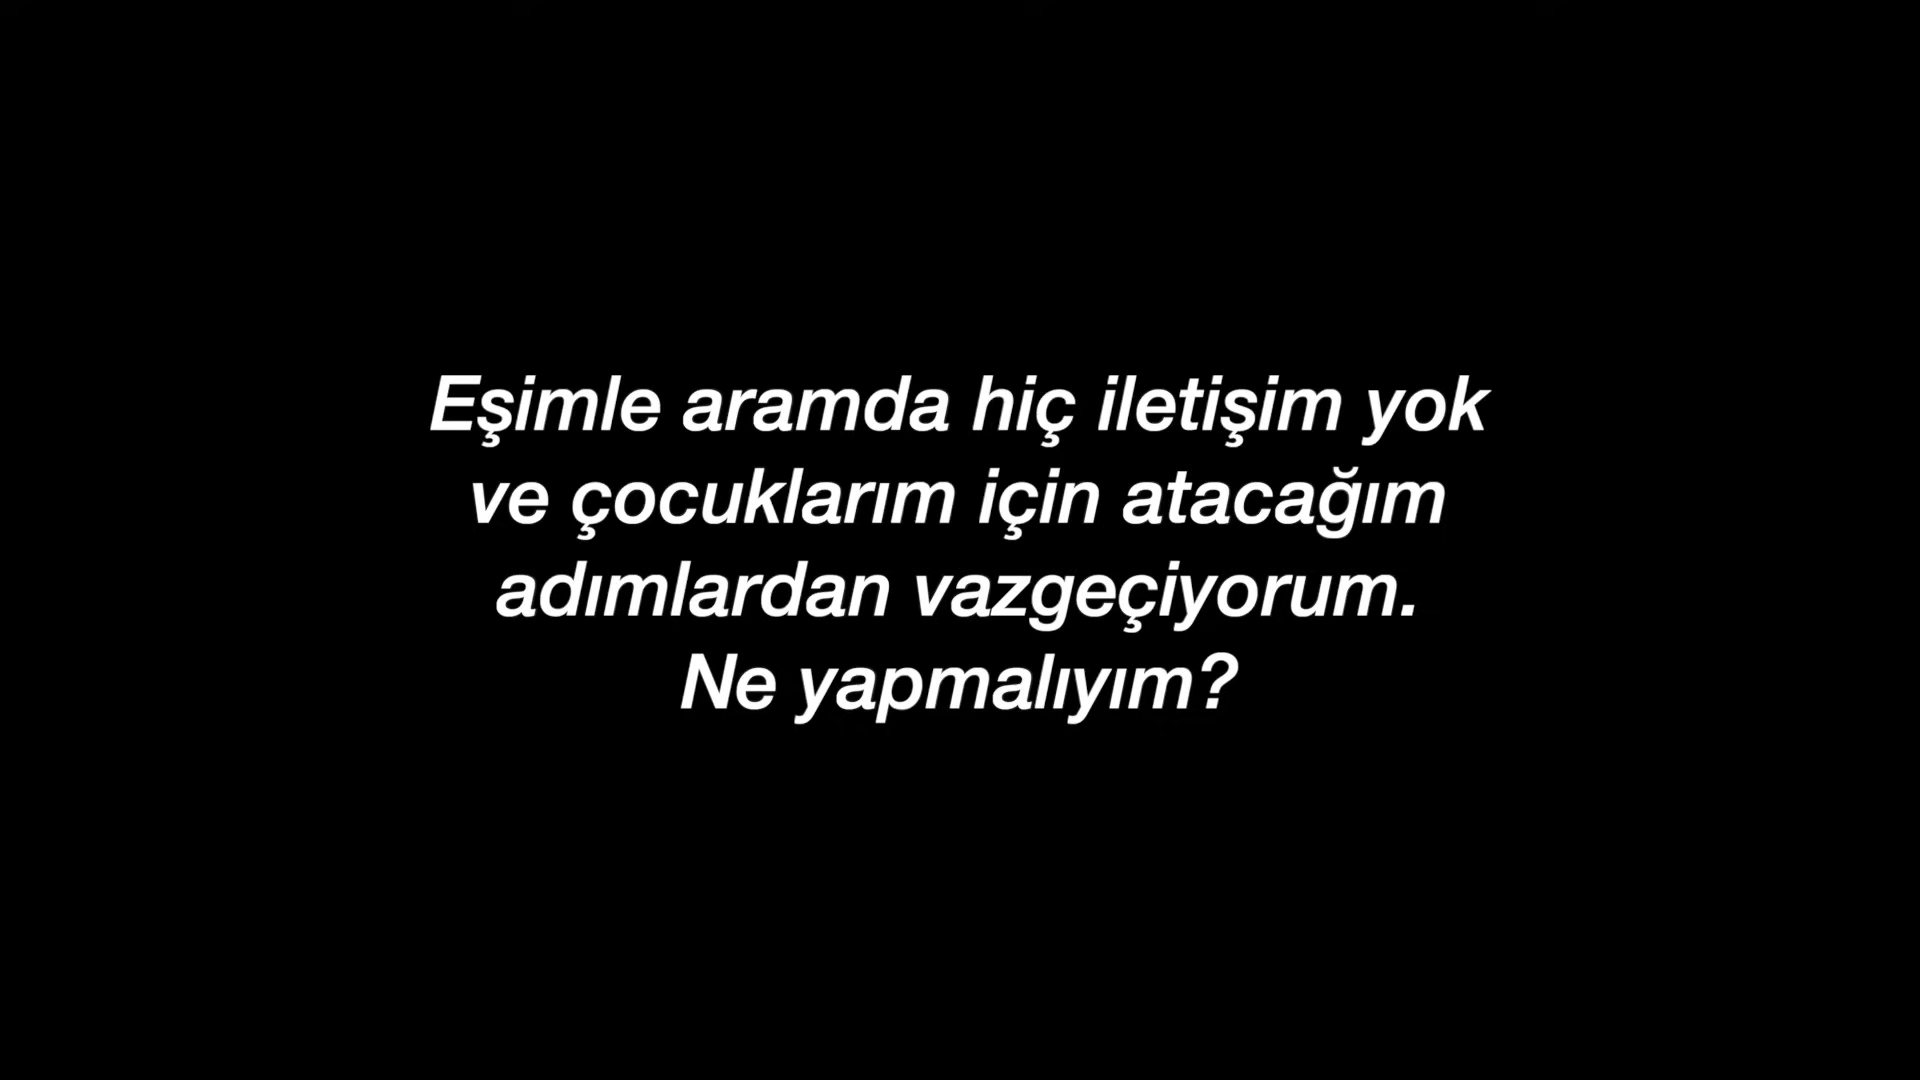 Eşimle aramda hiç iletişim yok
ve çocuklarım için atacağım
adımlardan vazgeçiyorum.
Ne yapmalıyım?